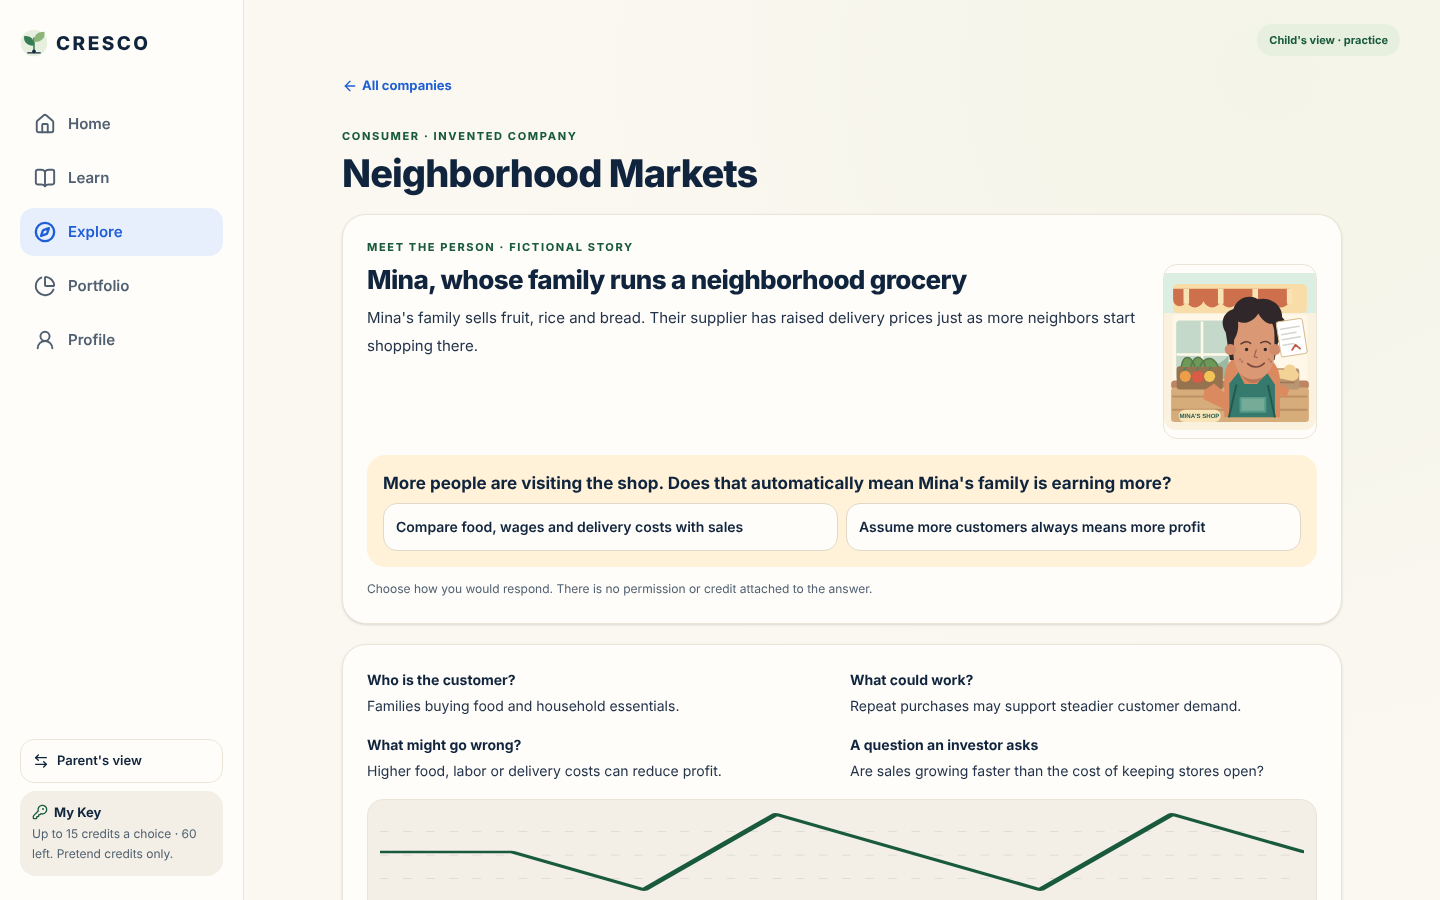 CRESCO
Child's view · practice
Home
Learn
Explore
Portfolio
Profile
Parent's view
My Key
Up to 15 credits a choice · 60
left. Pretend credits only.
All companies
CONSUMER · INVENTED COMPANY
Neighborhood Markets
MEET THE PERSON · FICTIONAL STORY
Mina, whose family runs a neighborhood grocery
Mina's family sells fruit, rice and bread. Their supplier has raised delivery prices just as more neighbors start
shopping there.
MINA'S SHOP
More people are visiting the shop. Does that automatically mean Mina's family is earning more?
Compare food, wages and delivery costs with sales
Assume more customers always means more profit
Choose how you would respond. There is no permission or credit attached to the answer.
Who is the customer?
Families buying food and household essentials.
What could work?
Repeat purchases may support steadier customer demand.
What might go wrong?
Higher food, labor or delivery costs can reduce profit.
A question an investor asks
Are sales growing faster than the cost of keeping stores open?